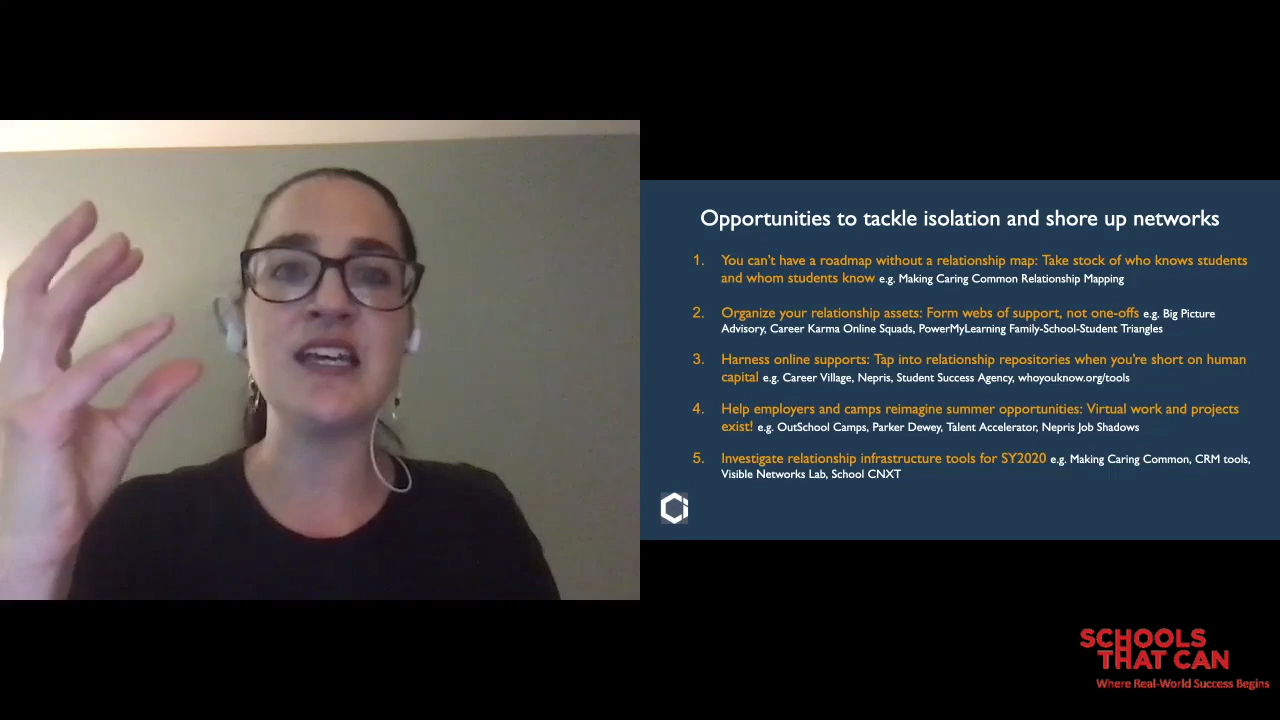 Opportunities to tackle isolation and shore up networks
1. You can't have a roadmap without a relationship map: Take stock of who knows students
and whom students know e.g. Making Caring Common Relationship Mapping
2. Organize your relationship assets: Form webs of support, not one-offs e.g. Big Picture
Advisory, Career Karma Online Squads, PowerMyLearning Family-School-Student Triangles
3. Harness online supports: Tap into relationship repositories when you're short on human
capital e.g. Career Village, Nepris, Student Success Agency, whoyouknow.org/tools
4. Help employers and camps reimagine summer opportunities: Virtual work and projects
exist! e.g. OutSchool Camps, Parker Dewey, Talent Accelerator, Nepris Job Shadows
5. Investigate relationship infrastructure tools for SY2020 e.g. Making Caring Common, CRM tools,
Visible Networks Lab, School CNXT
SCHOOLS
THAT CAN
Where Real-World Success Begins